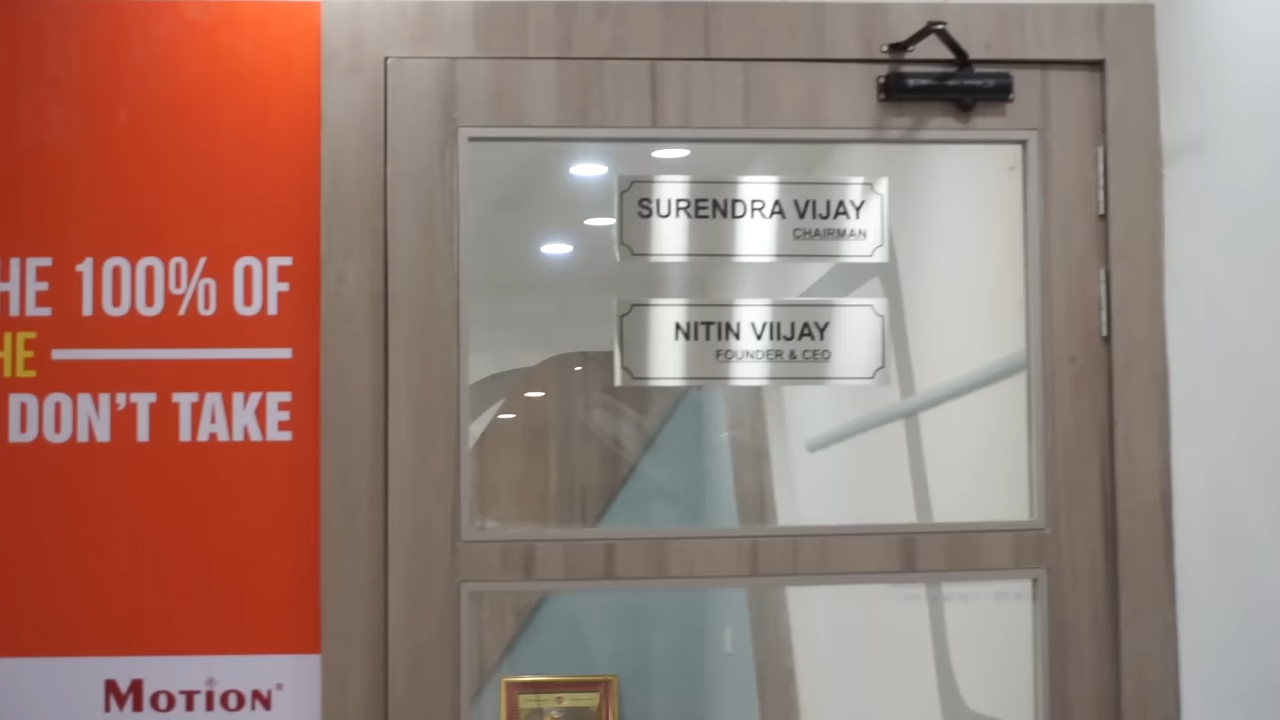 HE 100% OF
HE
DON'T TAKE
MOTION
SURENDRA VIJAY
CHAIRMAN
NITIN VIIJAY
FOUNDER & CEO